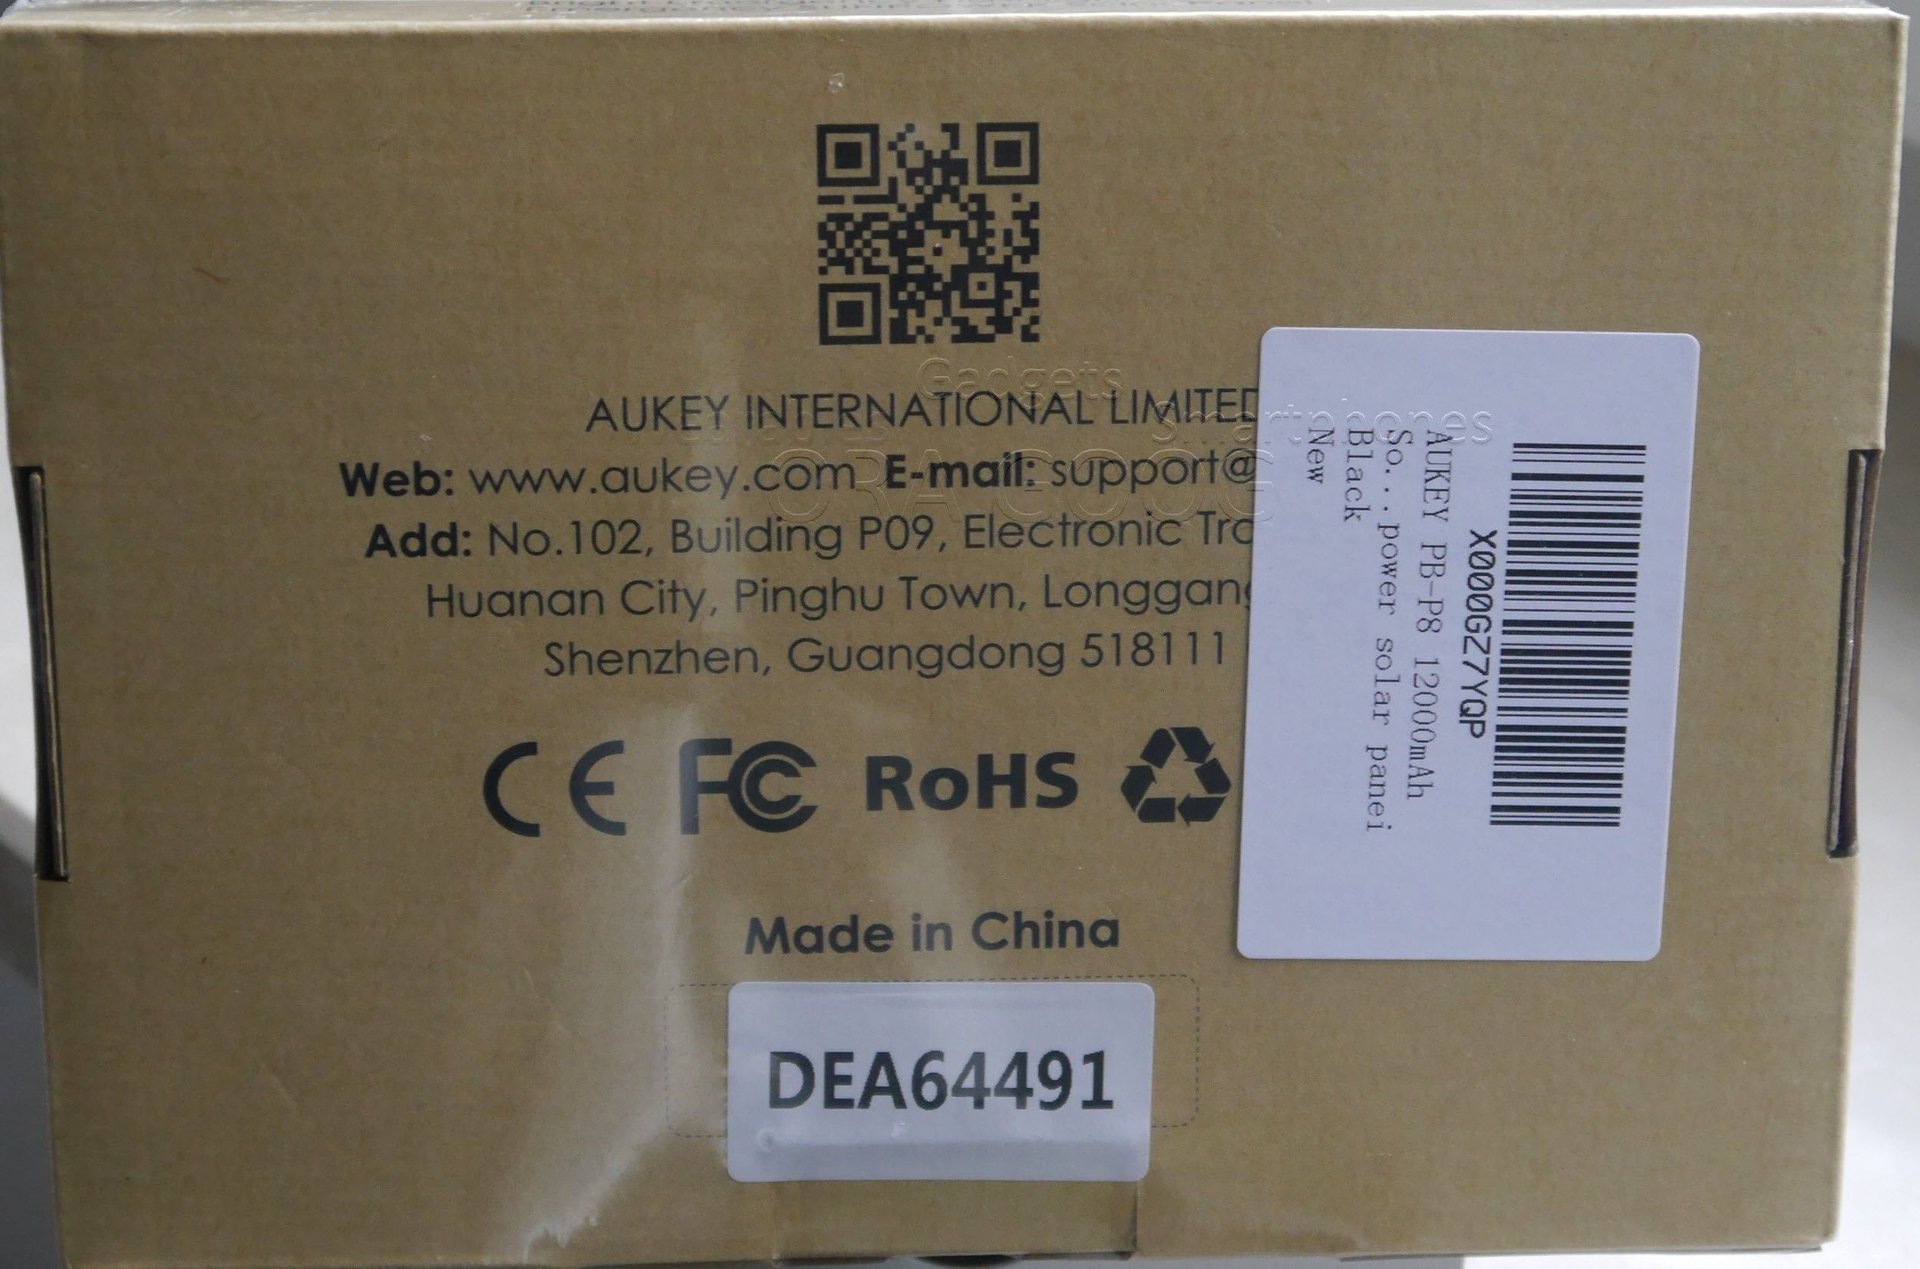 AUKEY INTERNATIONAL LIMITED
Web: www.aukey.com E-mail: support@
Add: No.102, Building P09, Electronic
Huanan City, Pinghu Town,
Shenzhen, Guangdong 518111
CE FC RoHS
Made in China
DEA64491
X000GZ7YQP
AUKEY PB-P8 12000mAh
So...power solar panei
Black
New
Gadgets
Smartphones